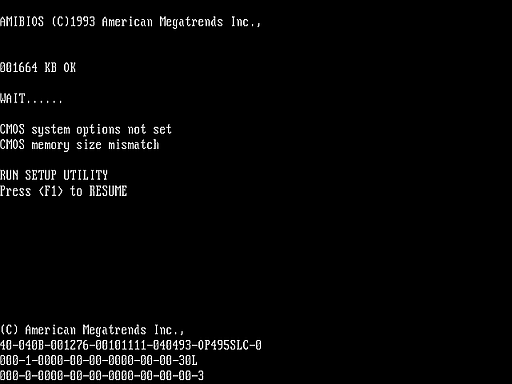 AMIBIOS (C)1993 American Megatrends Inc.,
001664 KB OK
WAIT......
CMOS system options not set
CMOS memory size mismatch
RUN SETUP UTILITY
Press <F1> to RESUME
(C) American Megatrends Inc.,
40-040B-001276-00101111-040493-OP495SLC-0
000-1-0000-00-00-0000-00-00-30L
000-0-0000-00-00-0000-00-00-00-3